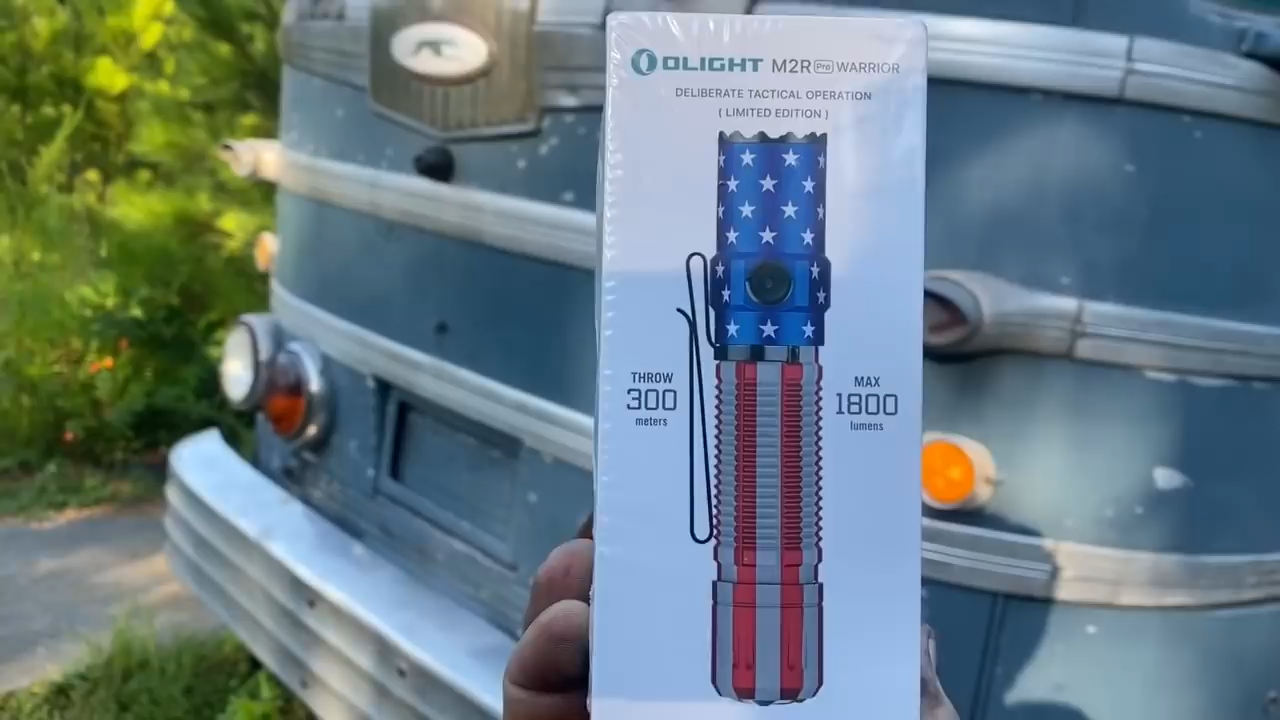 OLIGHT M2R Pro WARRIOR
DELIBERATE TACTICAL OPERATION
( LIMITED EDITION )
THROW
300
meters
MAX
1800
lumens